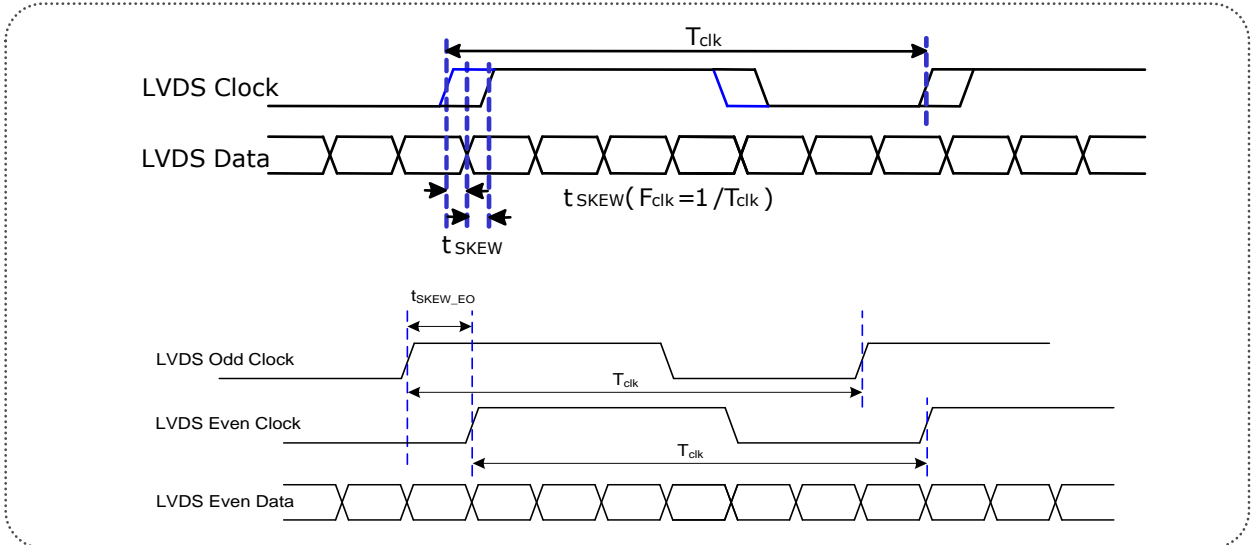 Tclk
LVDS Clock
LVDS Data
tSKEW( Fclk =1 /Tclk )
tSKEW
tSKEW_EO
LVDS Odd Clock
Tclk
LVDS Even Clock
Tclk
LVDS Even Data